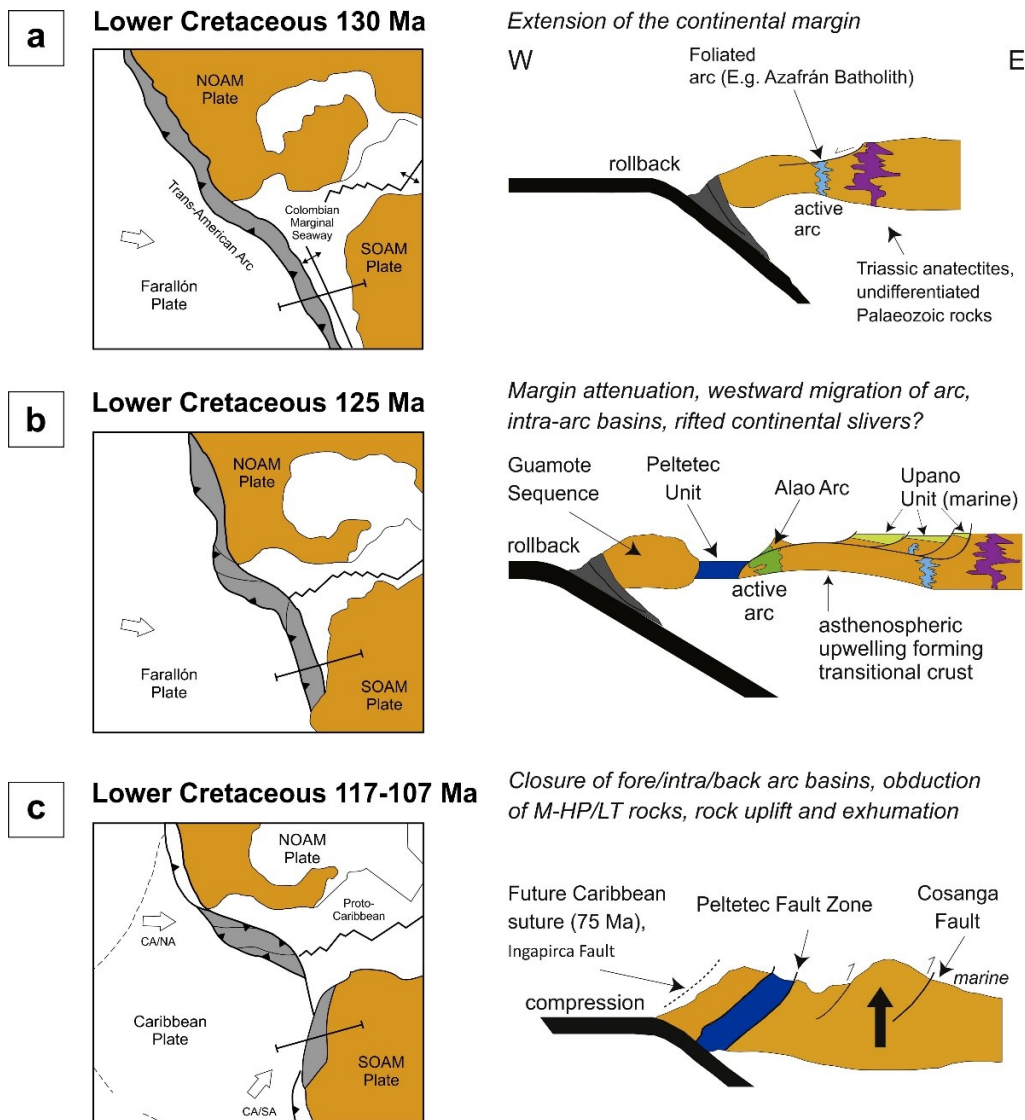 a
Lower Cretaceous 130 Ma
NOAM
Plate
Trans-American Arc
Colombian
Marginal
Seaway
SOAM
Plate
Farallón
Plate
Extension of the continental margin
W
E
Foliated
arc (E.g. Azafrán Batholith)
rollback
active
arc
Triassic anatectites,
undifferentiated
Palaeozoic rocks
b
Lower Cretaceous 125 Ma
NOAM
Plate
Farallón
Plate
SOAM
Plate
Margin attenuation, westward migration of arc,
intra-arc basins, rifted continental slivers?
Guamote
Sequence
Peltetec
Unit
Alao Arc
Upano
Unit (marine)
rollback
active
arc
asthenospheric
upwelling forming
transitional crust
c
Lower Cretaceous 117-107 Ma
NOAM
Plate
Proto-
Caribbean
CA/NA
Caribbean
Plate
SOAM
Plate
CA/SA
Closure of fore/intra/back arc basins, obduction
of M-HP/LT rocks, rock uplift and exhumation
Future Caribbean
suture (75 Ma),
Ingapirca Fault
Peltetec Fault Zone
Cosanga
Fault
marine
compression